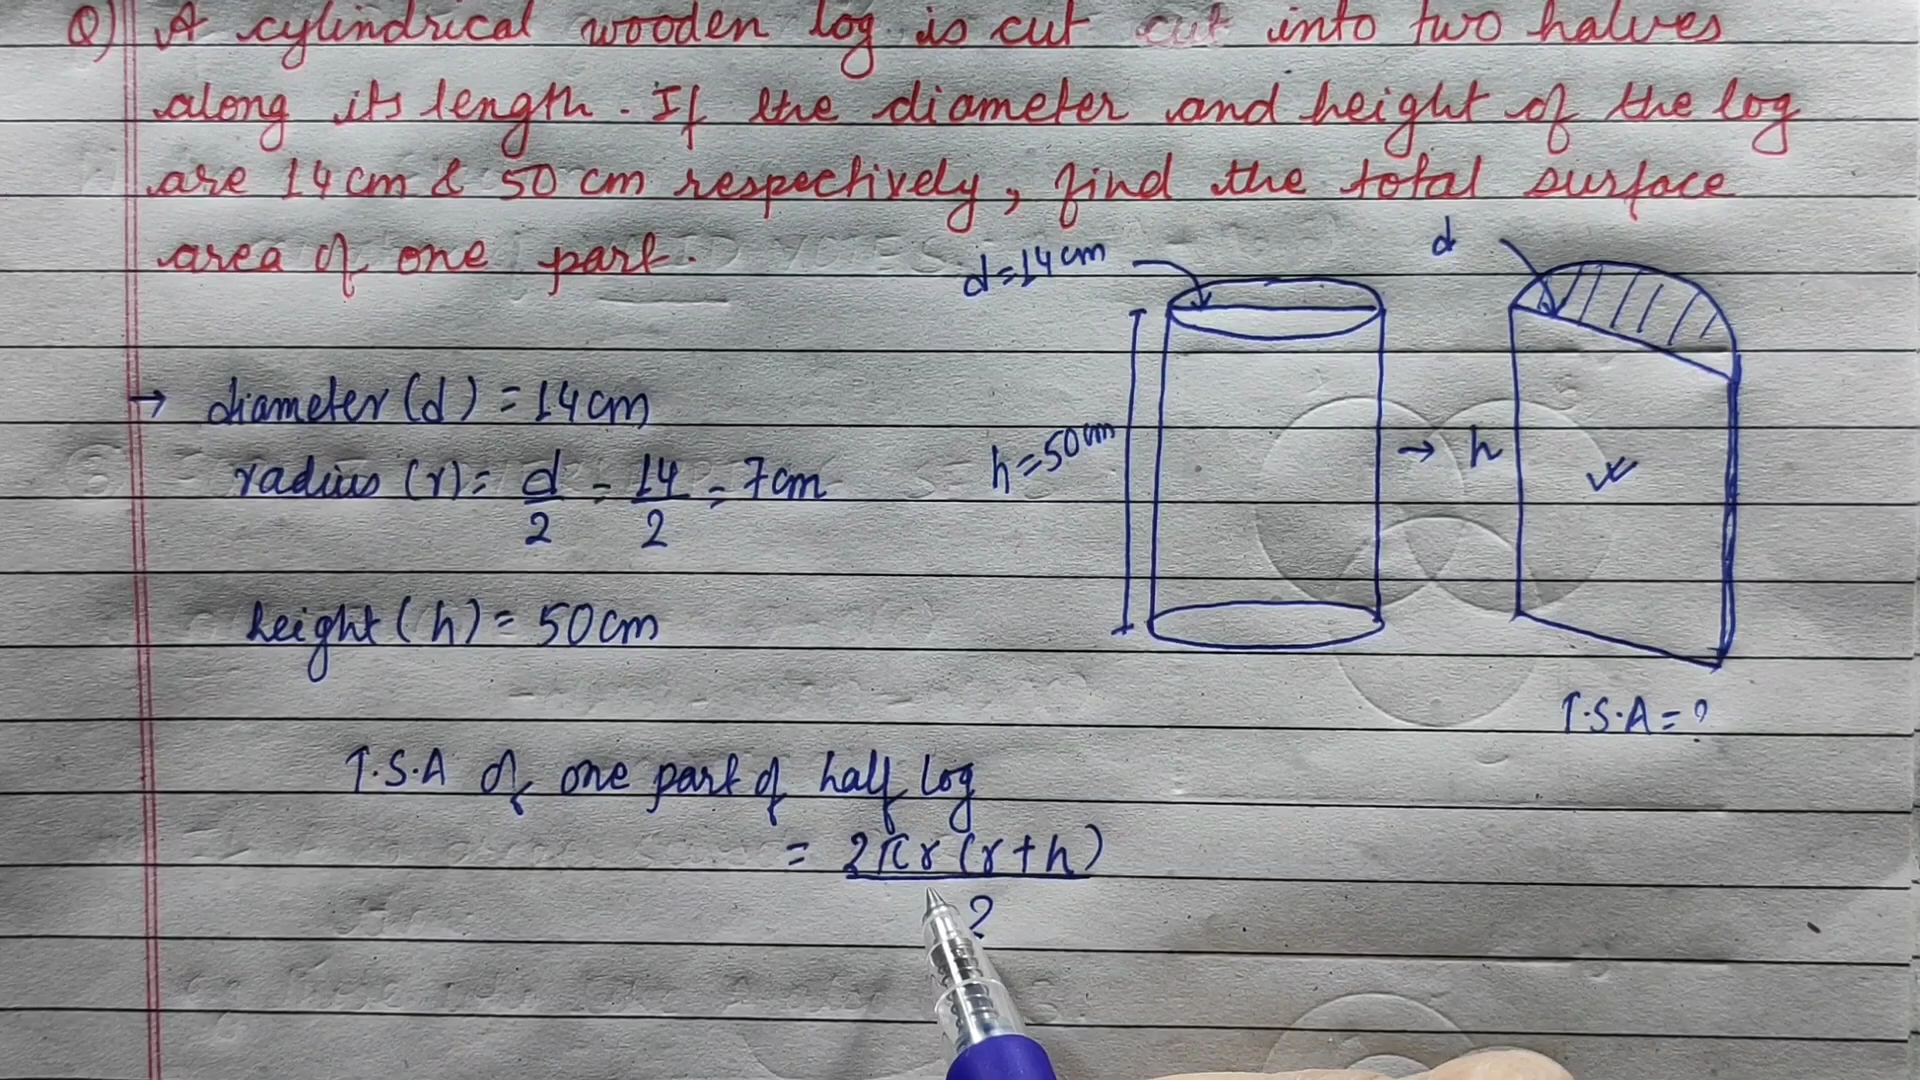 Q) A cylindrical wooden log is cut cut into two halves
along its length. If the diameter and height of the log
are 14 cm & 50 cm respectively, find the total surface
area of one part.
d=14cm
d
h=50cm
→ h
→ diameter (d) = 14cm
radius (r) = d/2 = 14/2 = 7cm
height (h) = 50cm
T.S.A = ?
T.S.A of one part of half log
= 2πr(r+h)/2